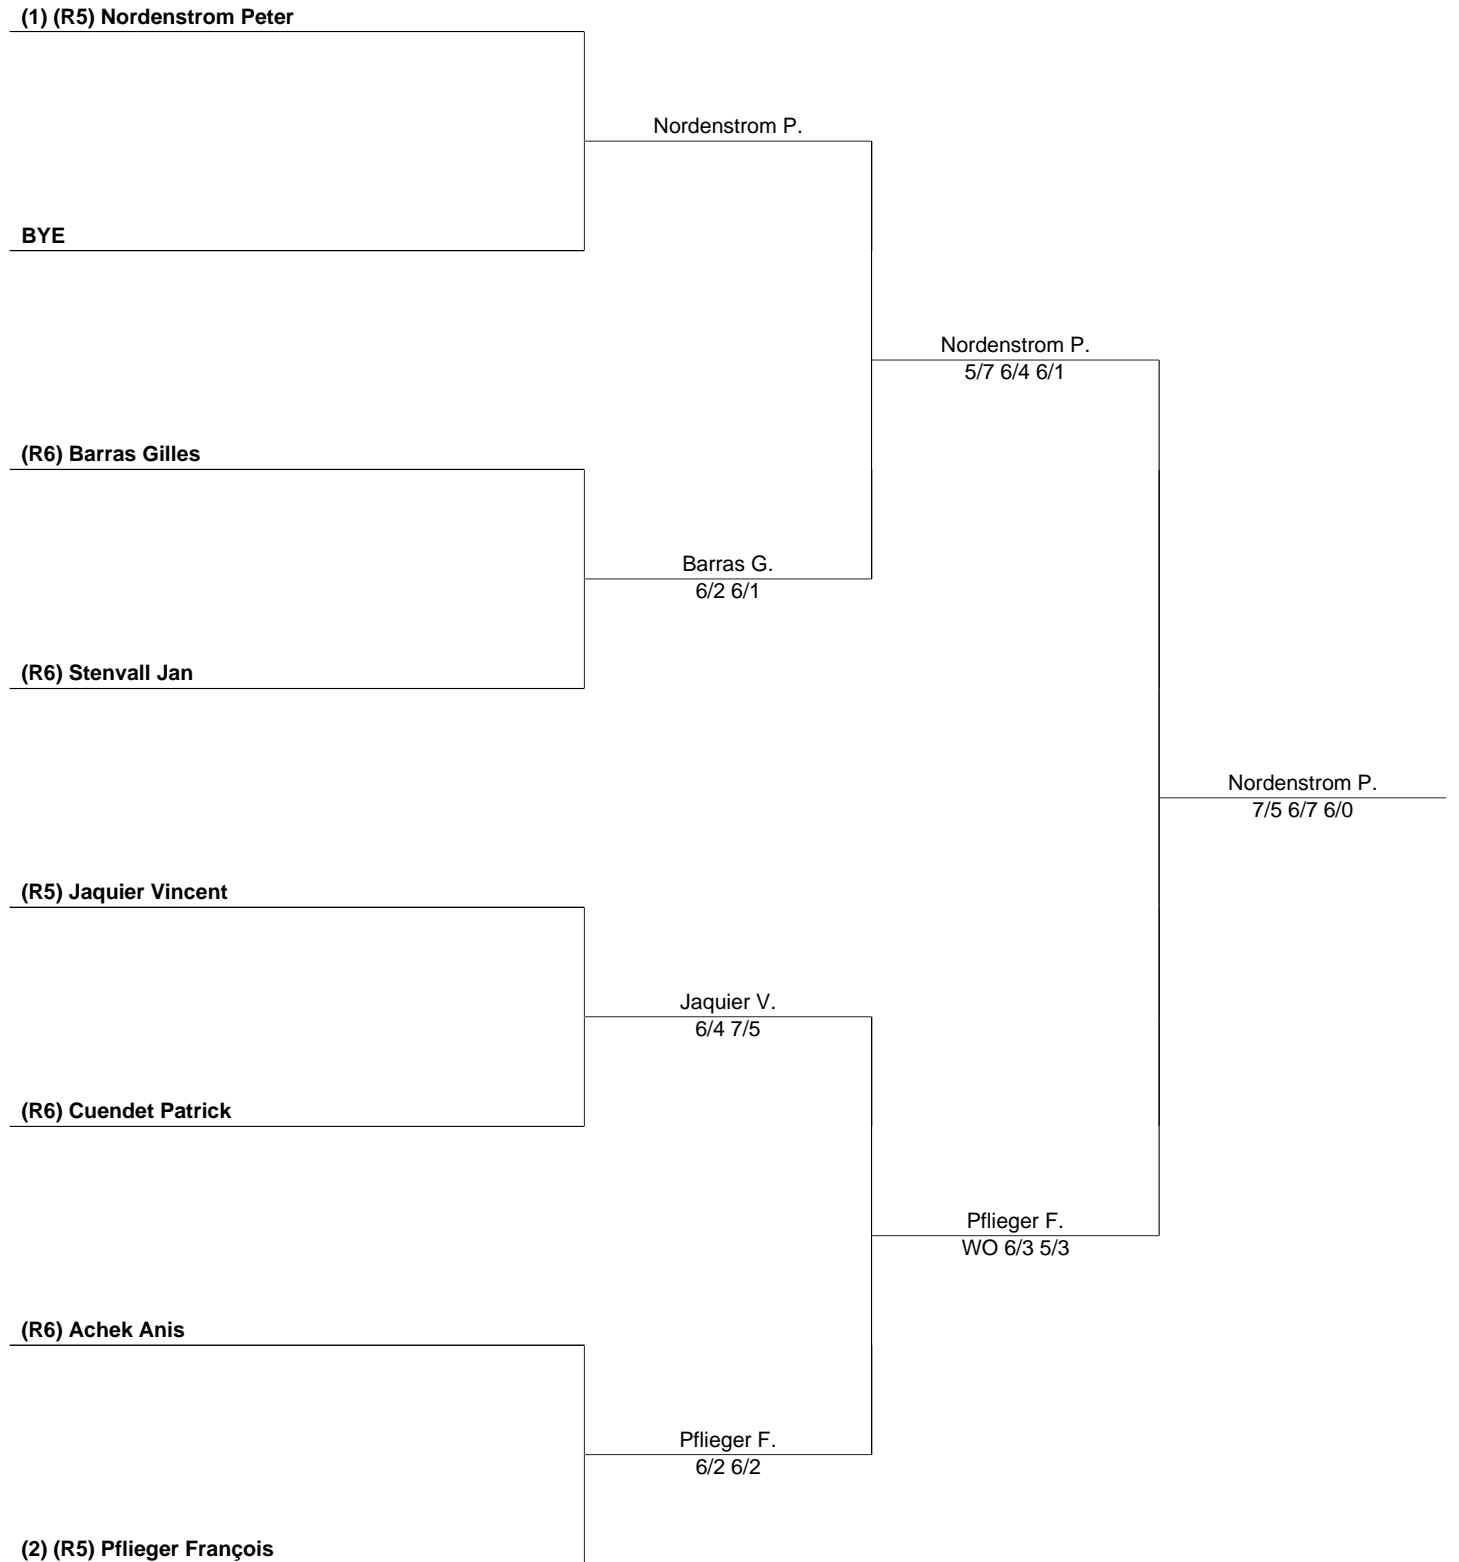 (1) (R5) Nordenstrom Peter
Nordenstrom P.
BYE
Nordenstrom P.
5/7 6/4 6/1
(R6) Barras Gilles
Barras G.
6/2 6/1
(R6) Stenvall Jan
Nordenstrom P.
7/5 6/7 6/0
(R5) Jaquier Vincent
Jaquier V.
6/4 7/5
(R6) Cuendet Patrick
Pflieger F.
WO 6/3 5/3
(R6) Achek Anis
Pflieger F.
6/2 6/2
(2) (R5) Pflieger François